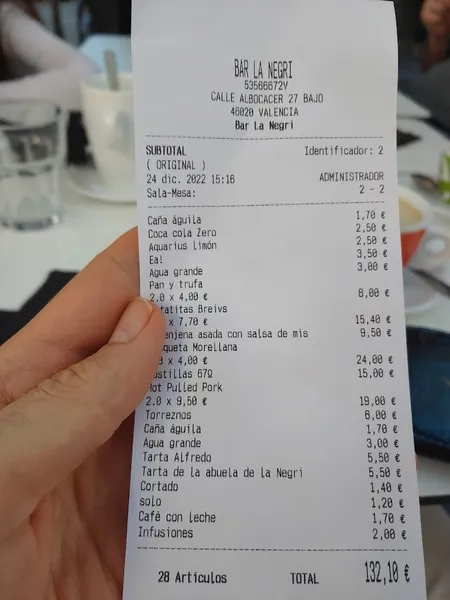 BAR LA NEGRI
53566672V
CALLE ALBOCACER 27 BAJO
46020 VALENCIA
Bar La Negri
SUBTOTAL Identificador: 2
( ORIGINAL )
24 dic. 2022 15:16 ADMINISTRADOR
Sala-Mesa: 2 - 2
Caña águila 1,70 €
Coca cola Zero 2,50 €
Aquarius limón 2,50 €
Ea! 3,50 €
Agua grande 3,00 €
Pan y trufa
2.0 x 4,00 € 8,00 €
tatitas Breivs
x 7,70 € 15,40 €
enjena asada con salsa de mis 9,50 €
squeta Morellana
x 4,00 € 24,00 €
ostillas 67º 15,00 €
Hot Pulled Pork
2.0 x 9,50 € 19,00 €
Torreznos 6,00 €
Caña águila 1,70 €
Agua grande 3,00 €
Tarta Alfredo 5,50 €
Tarta de la abuela de la Negri 5,50 €
Cortado 1,40 €
solo 1,20 €
Cafè con leche 1,70 €
Infusiones 2,00 €
28 Articulos TOTAL 132,10 €